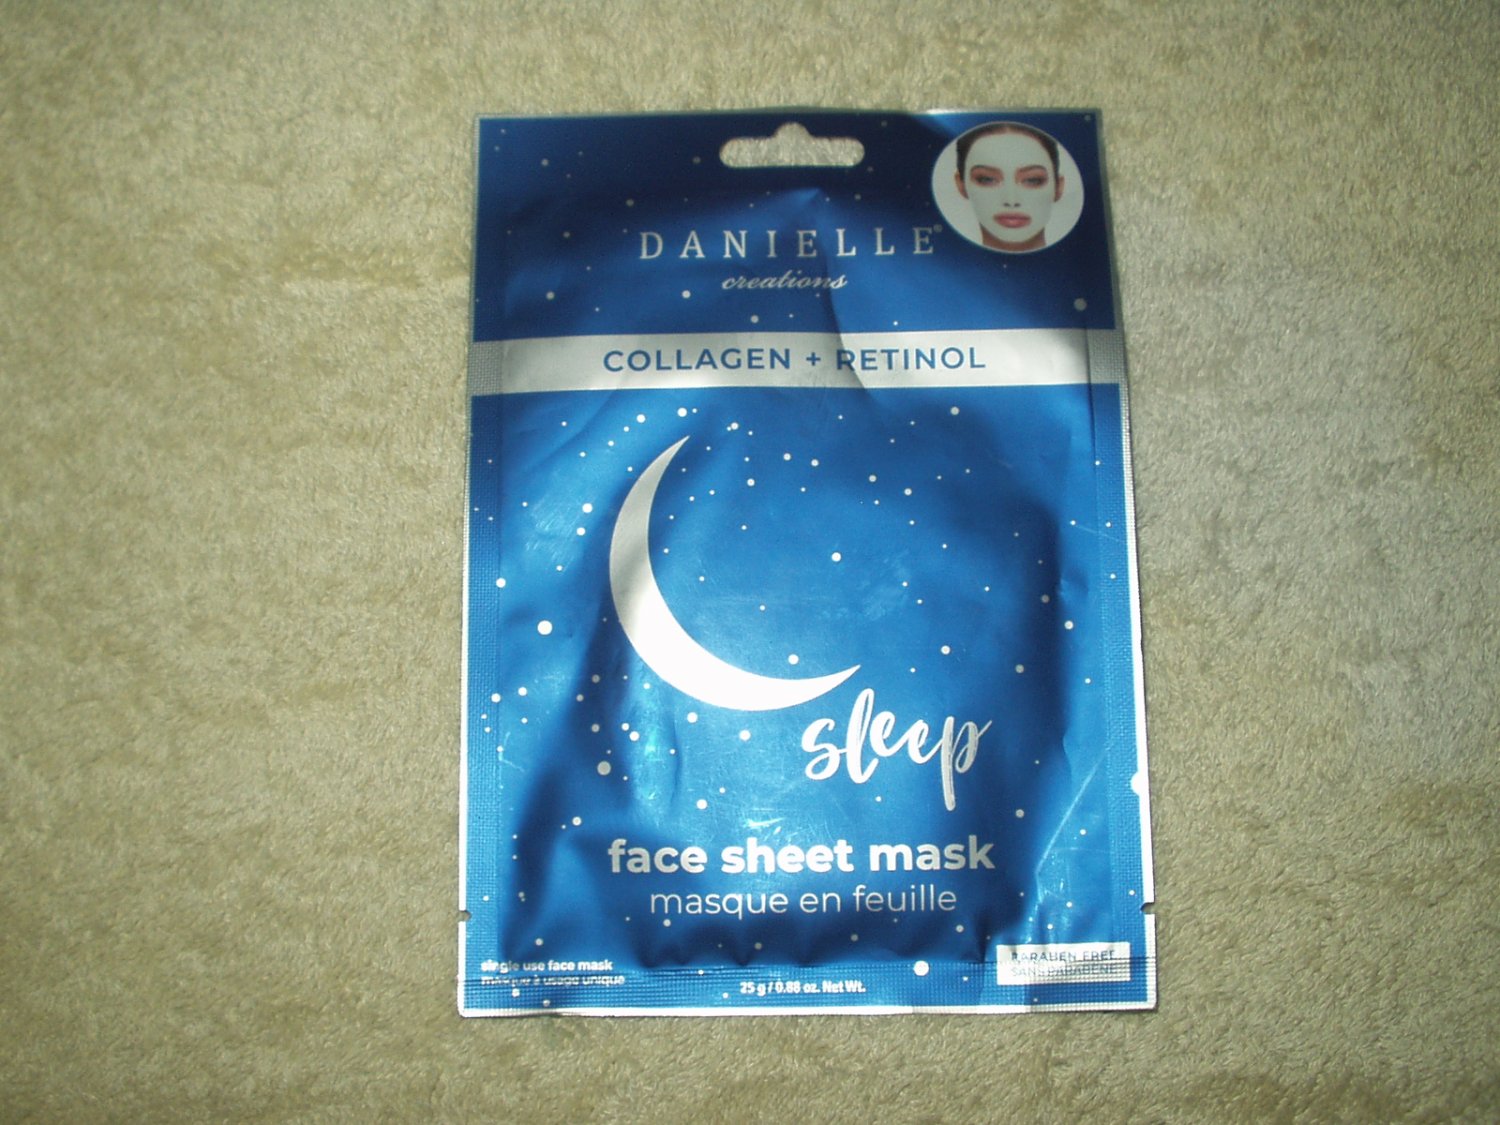 DANIELLE®
creations
COLLAGEN + RETINOL
sleep
face sheet mask
masque en feuille
single use face mask
masque à usage unique
25 g / 0.88 oz. Net Wt.
PARABEN FREE
SANS PARABÈNE